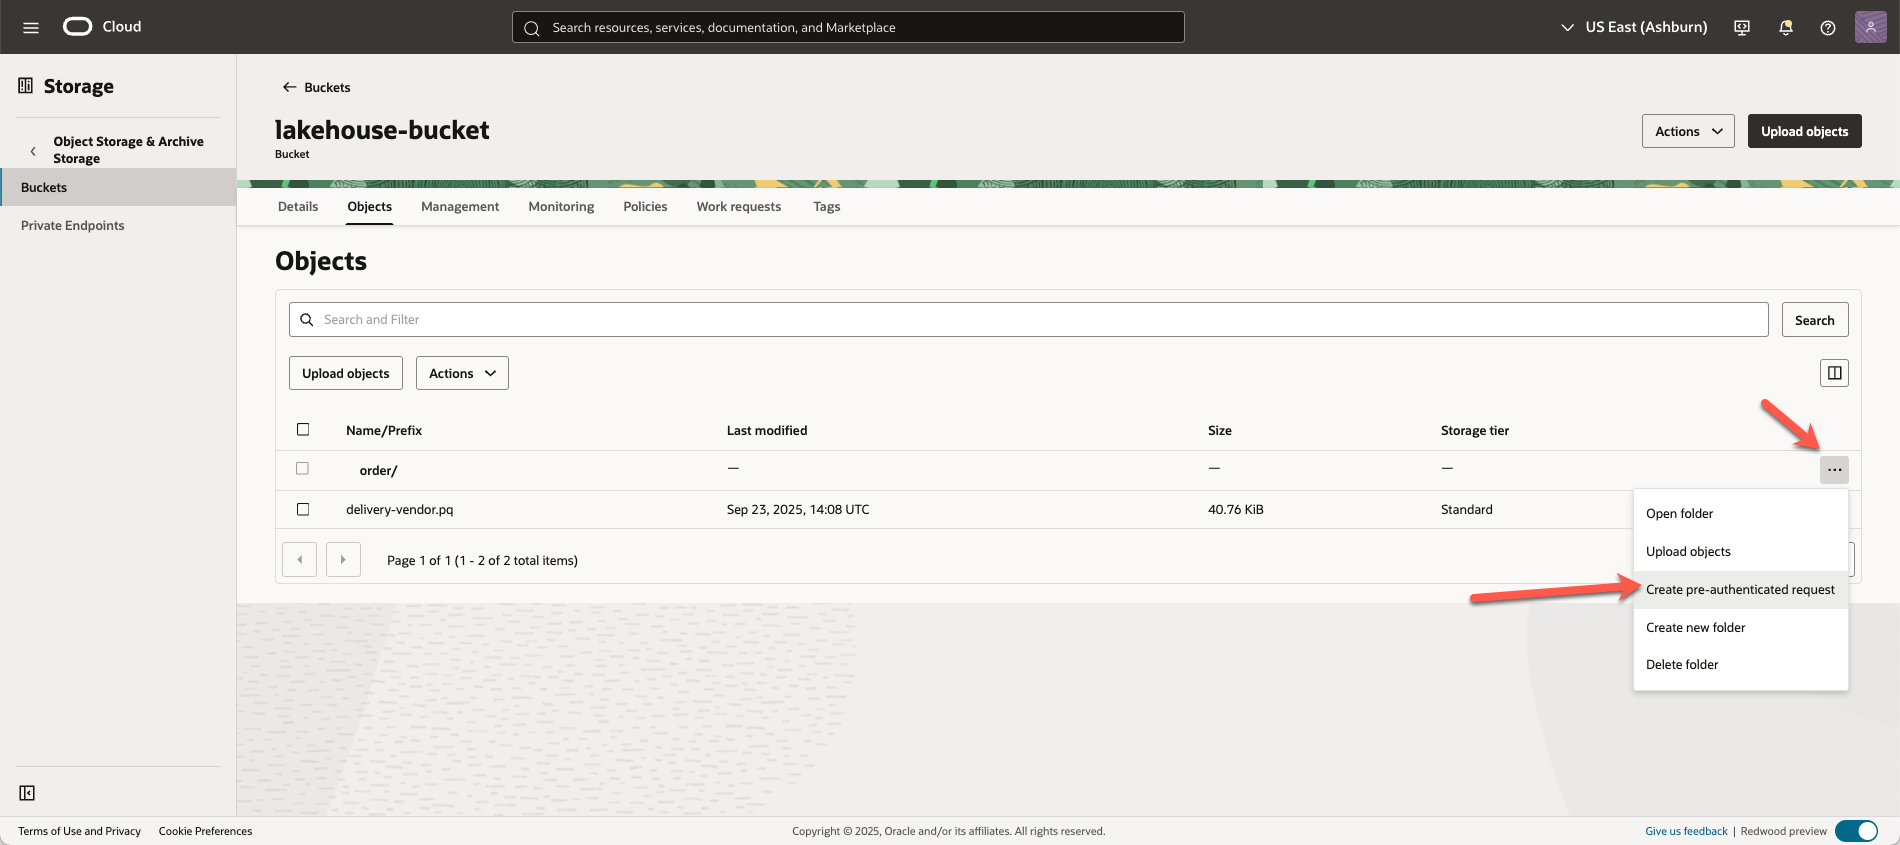 Cloud
Search resources, services, documentation, and Marketplace
US East (Ashburn)
Storage
Object Storage & Archive
Storage
Buckets
Private Endpoints
Buckets
lakehouse-bucket
Bucket
Actions
Upload objects
Details
Objects
Management
Monitoring
Policies
Work requests
Tags
Objects
Search and Filter
Search
Upload objects
Actions
Name/Prefix
Last modified
Size
Storage tier
order/
—
—
—
...
delivery-vendor.pq
Sep 23, 2025, 14:08 UTC
40.76 KiB
Standard
Page 1 of 1 (1 - 2 of 2 total items)
Open folder
Upload objects
Create pre-authenticated request
Create new folder
Delete folder
Terms of Use and Privacy
Cookie Preferences
Copyright © 2025, Oracle and/or its affiliates. All rights reserved.
Give us feedback | Redwood preview